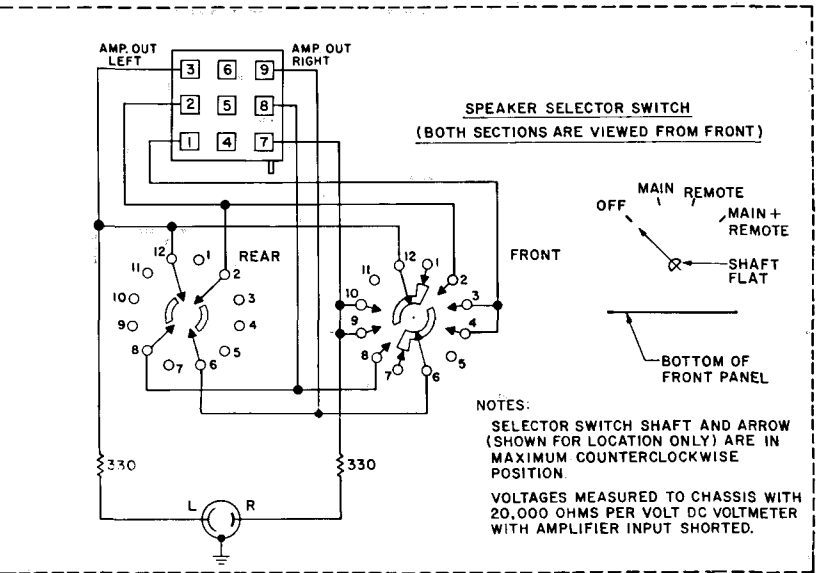 AMP. OUT
LEFT
AMP OUT
RIGHT
3 6 9
2 5 8
1 4 7
SPEAKER SELECTOR SWITCH
(BOTH SECTIONS ARE VIEWED FROM FRONT)
OFF
MAIN
REMOTE
MAIN +
REMOTE
SHAFT
FLAT
BOTTOM OF
FRONT PANEL
REAR
12 1
11 2
10 3
9 4
8 5
7 6
FRONT
12 1
11 2
10 3
9 4
8 5
7 6
330
330
L R
NOTES:
SELECTOR SWITCH SHAFT AND ARROW
(SHOWN FOR LOCATION ONLY) ARE IN
MAXIMUM COUNTERCLOCKWISE
POSITION.
VOLTAGES MEASURED TO CHASSIS WITH
20,000 OHMS PER VOLT DC VOLTMETER
WITH AMPLIFIER INPUT SHORTED.